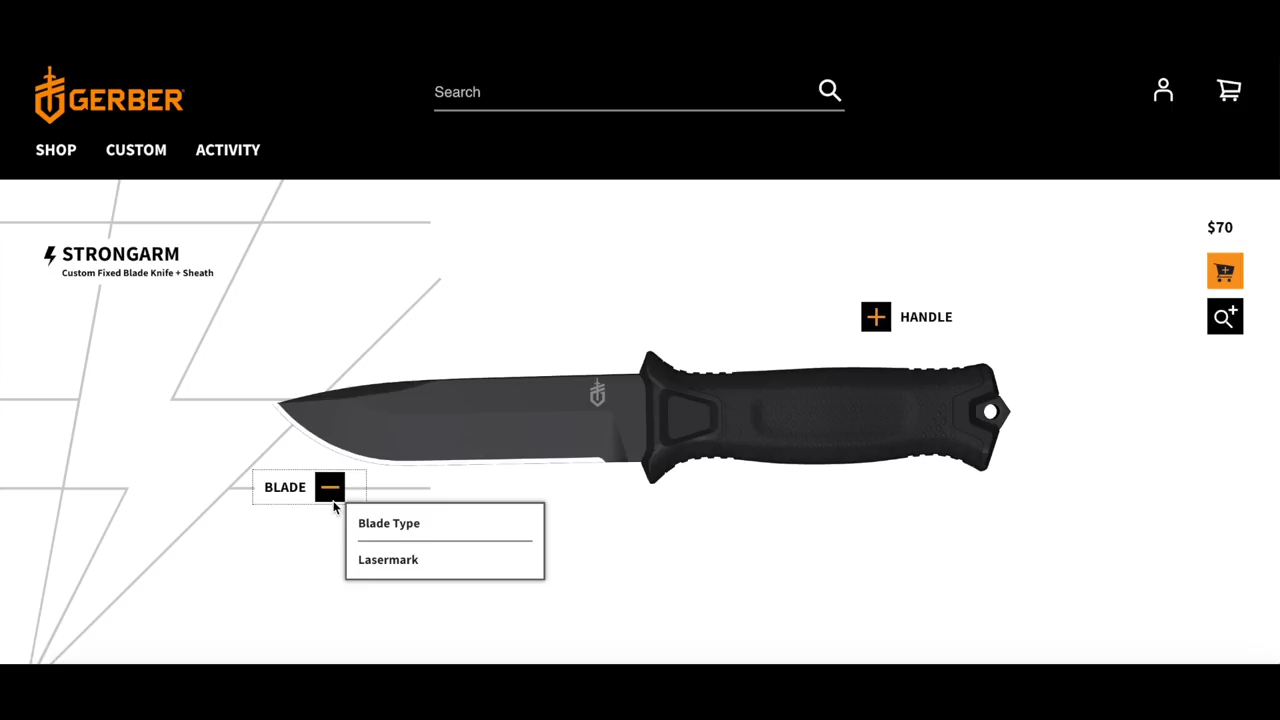 GERBER
Search
SHOP CUSTOM ACTIVITY
STRONGARM
Custom Fixed Blade Knife + Sheath
$70
HANDLE
BLADE
Blade Type
Lasermark